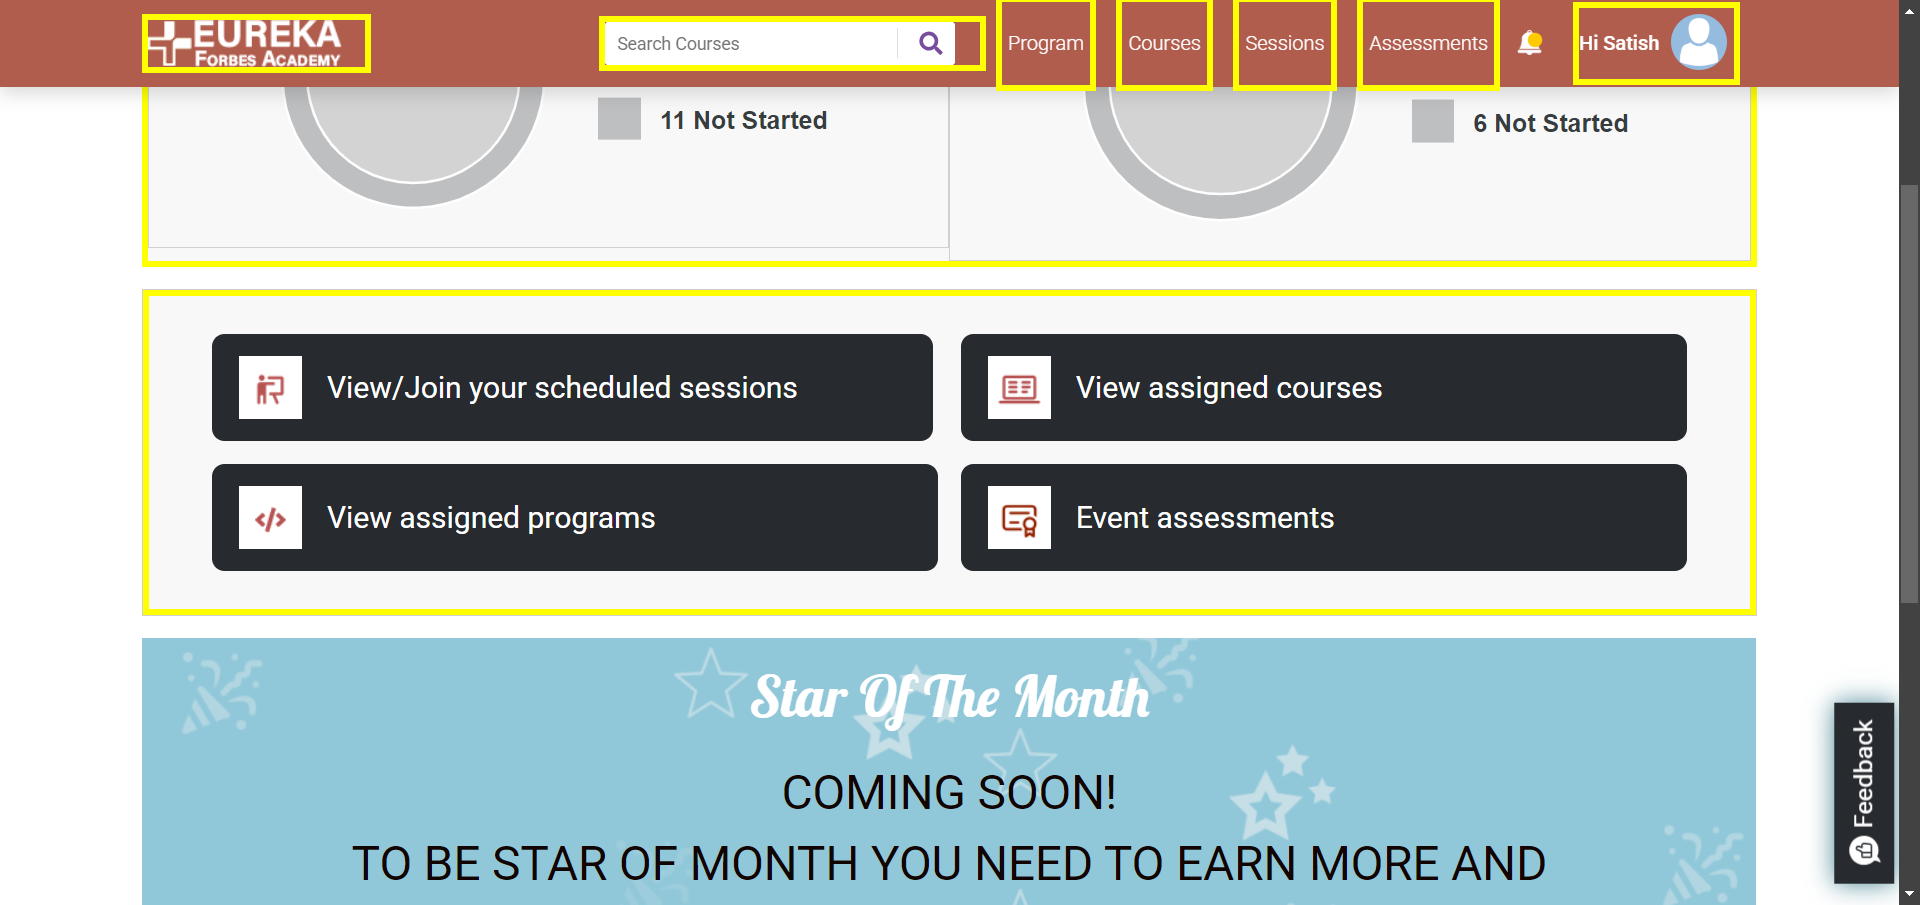 EUREKA
FORBES ACADEMY
Search Courses
Program
Courses
Sessions
Assessments
Hi Satish
11 Not Started
6 Not Started
View/Join your scheduled sessions
View assigned courses
View assigned programs
Event assessments
Star Of The Month
COMING SOON!
TO BE STAR OF MONTH YOU NEED TO EARN MORE AND
Feedback